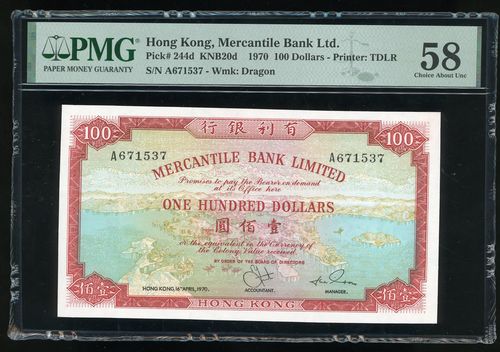 PMG
PAPER MONEY GUARANTY
Hong Kong, Mercantile Bank Ltd.
Pick# 244d KNB20d 1970 100 Dollars - Printer: TDLR
S/N A671537 - Wmk: Dragon
58
Choice About Unc
100
行銀利有
100
A671537
A671537
MERCANTILE BANK LIMITED
Promises to pay the Bearer on demand
at its Office here
ONE HUNDRED DOLLARS
圓佰壹
or the equivalent in the Currency of
the Colony, Value received
BY ORDER OF THE BOARD OF DIRECTORS
HONG KONG, 16TH APRIL, 1970.
ACCOUNTANT.
MANAGER.
佰壹
HONG KONG
佰壹